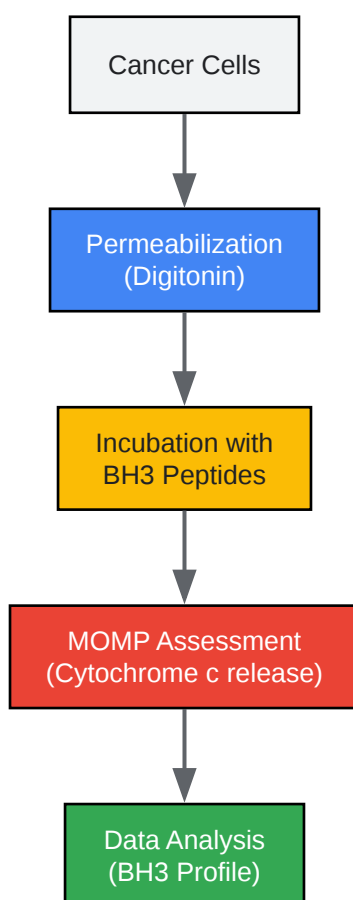 Cancer Cells
Permeabilization
(Digitonin)
Incubation with
BH3 Peptides
MOMP Assessment
(Cytochrome c release)
Data Analysis
(BH3 Profile)